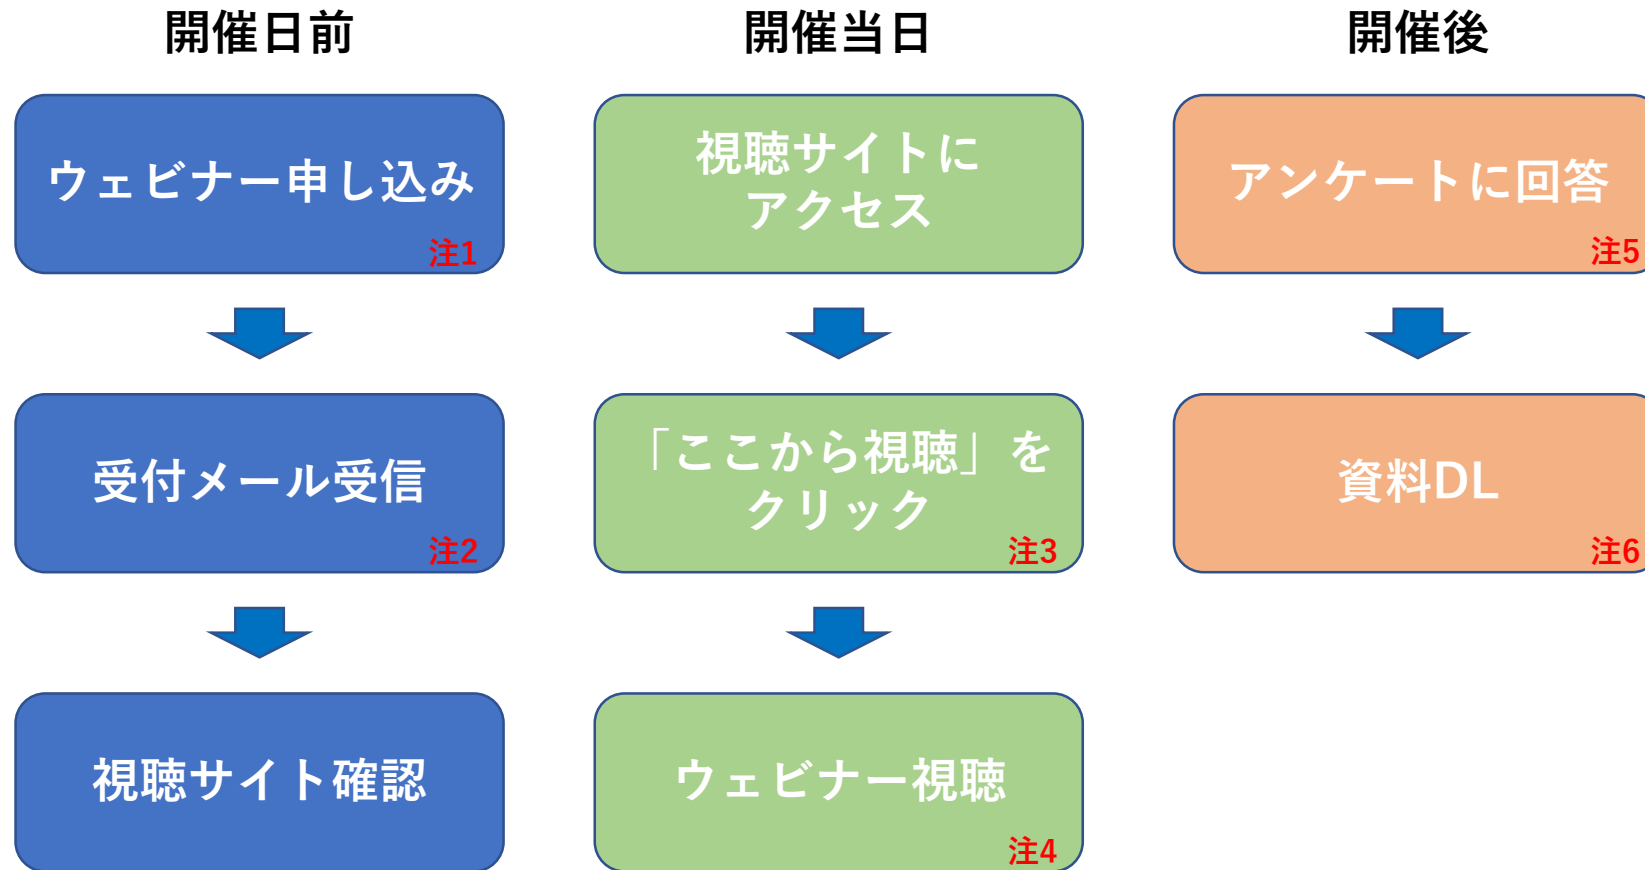 開催日前
ウェビナー申し込み
注1
受付メール受信
注2
視聴サイト確認
開催当日
視聴サイトに
アクセス
「ここから視聴」を
クリック
注3
ウェビナー視聴
注4
開催後
アンケートに回答
注5
資料DL
注6